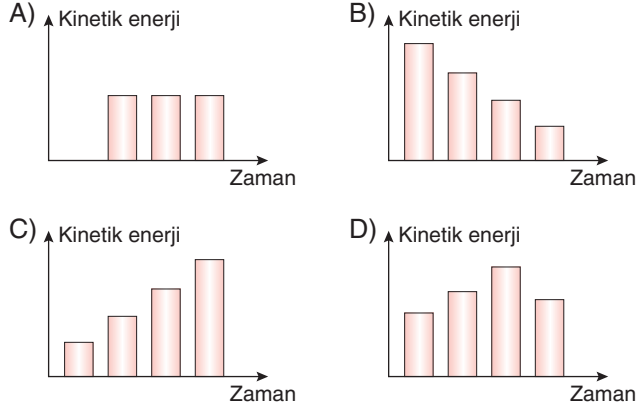 A) Kinetik enerji
Zaman
B) Kinetik enerji
Zaman
C) Kinetik enerji
Zaman
D) Kinetik enerji
Zaman